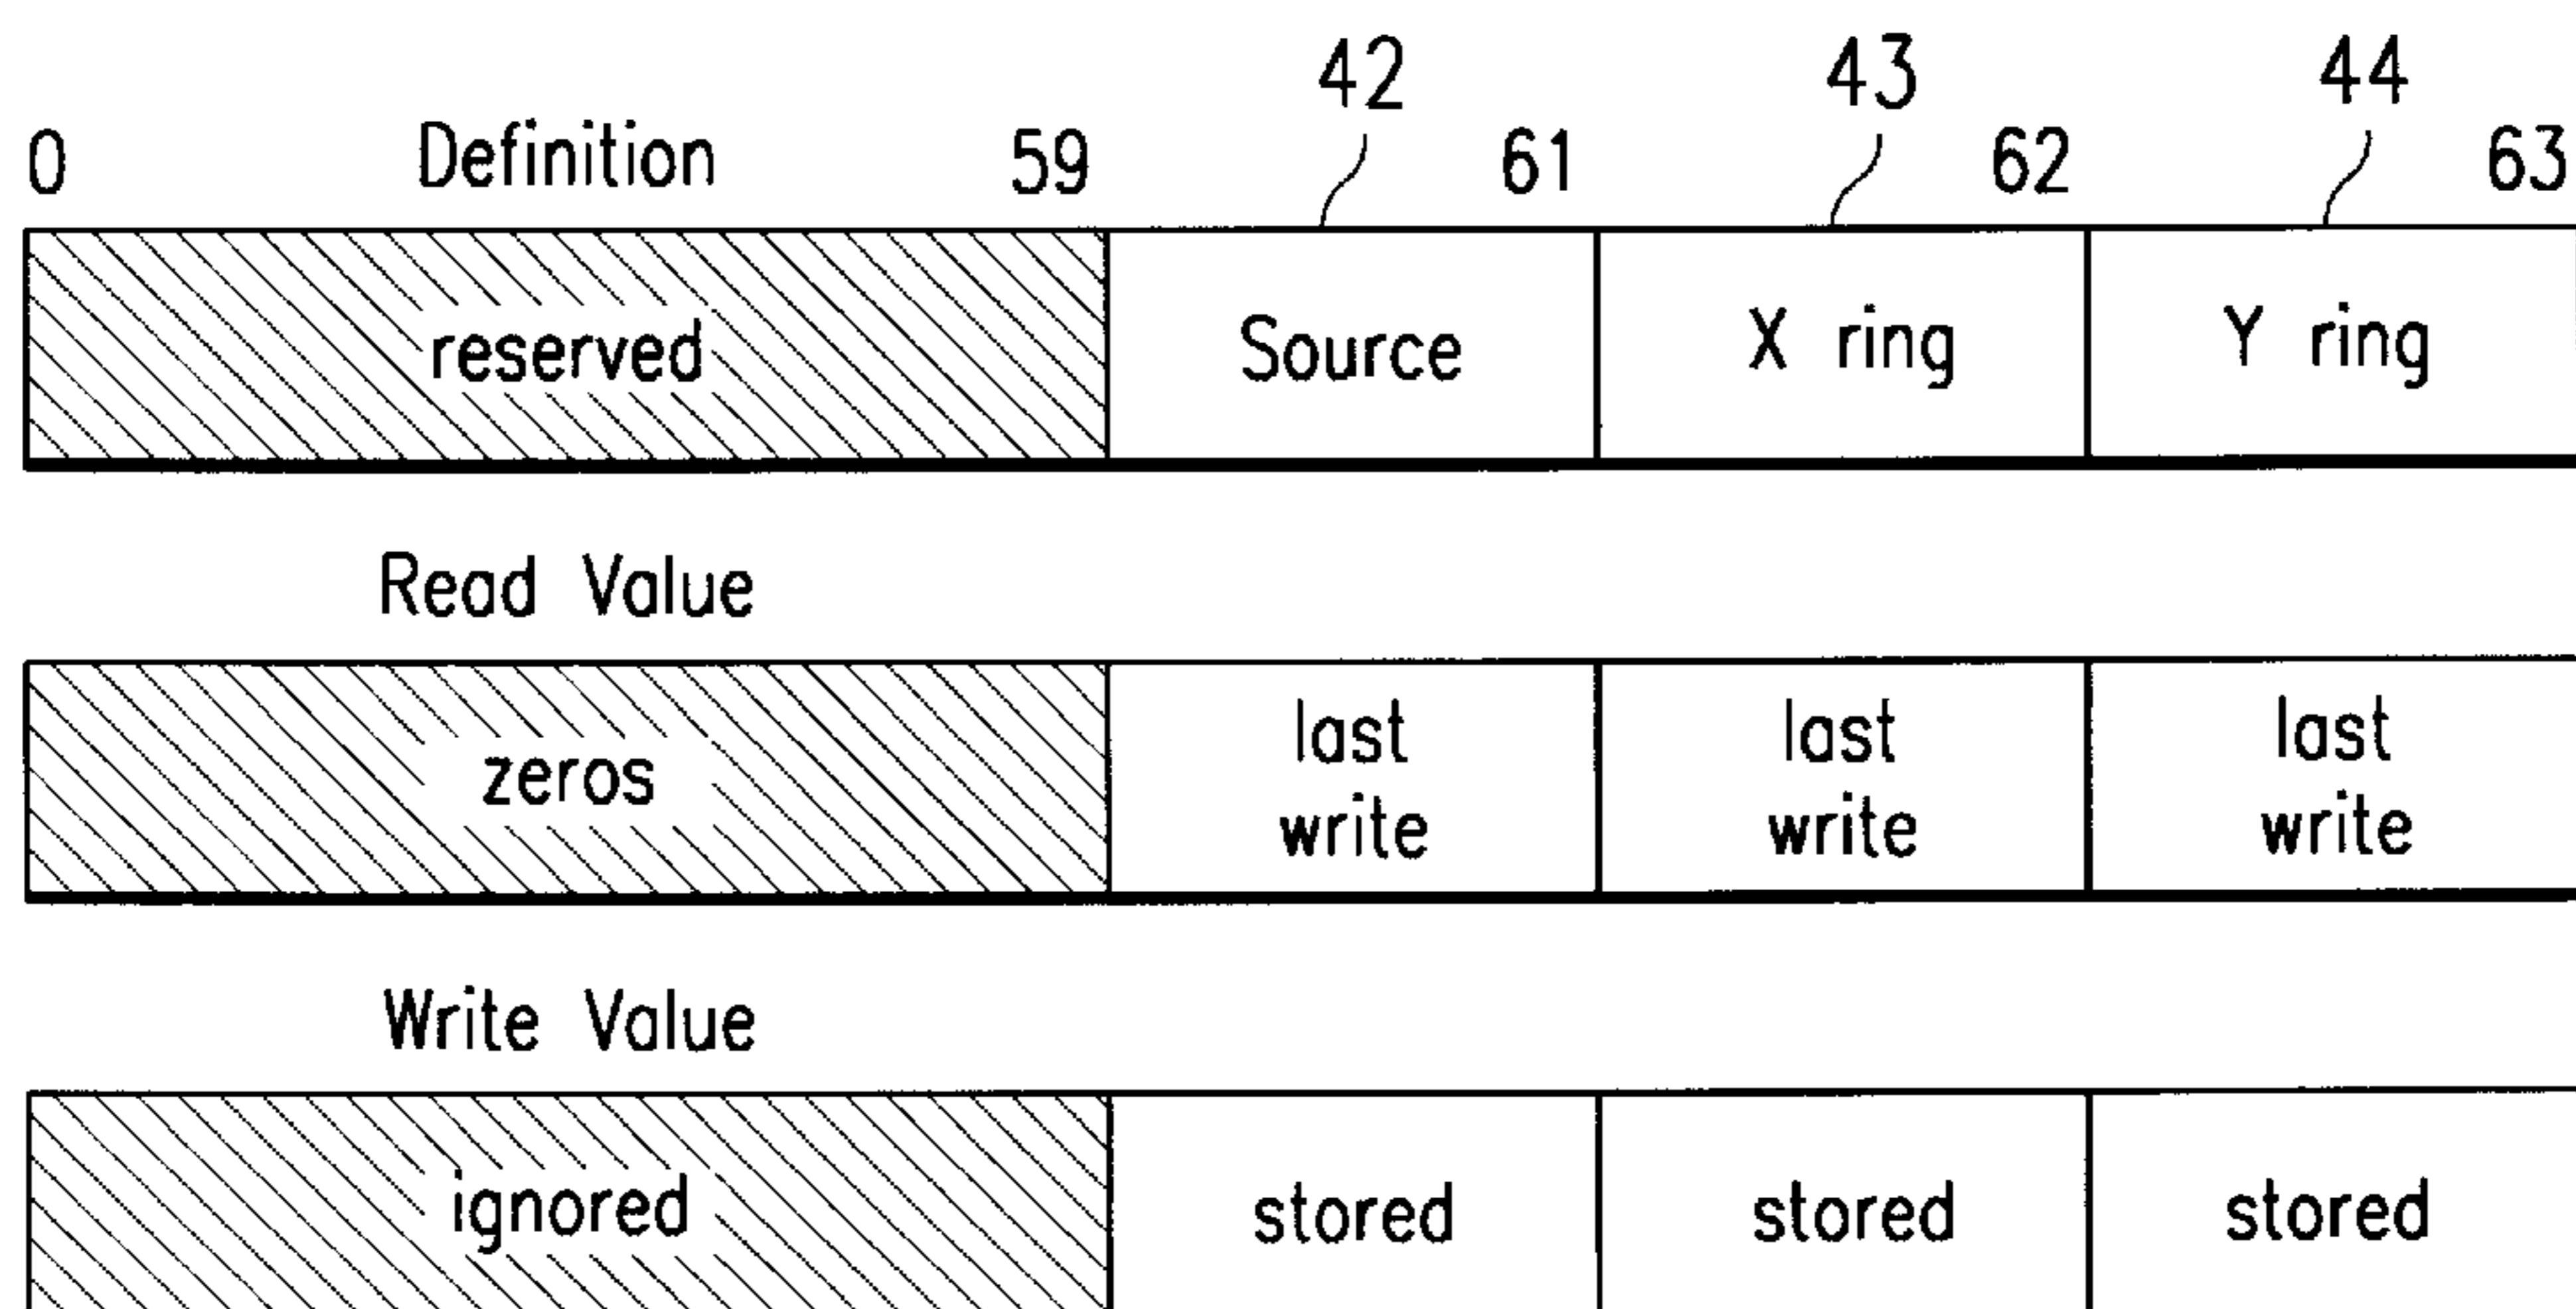 42 43 44
0 Definition 59 61 62 63
reserved Source X ring Y ring
Read Value
zeros last write last write last write
Write Value
ignored stored stored stored